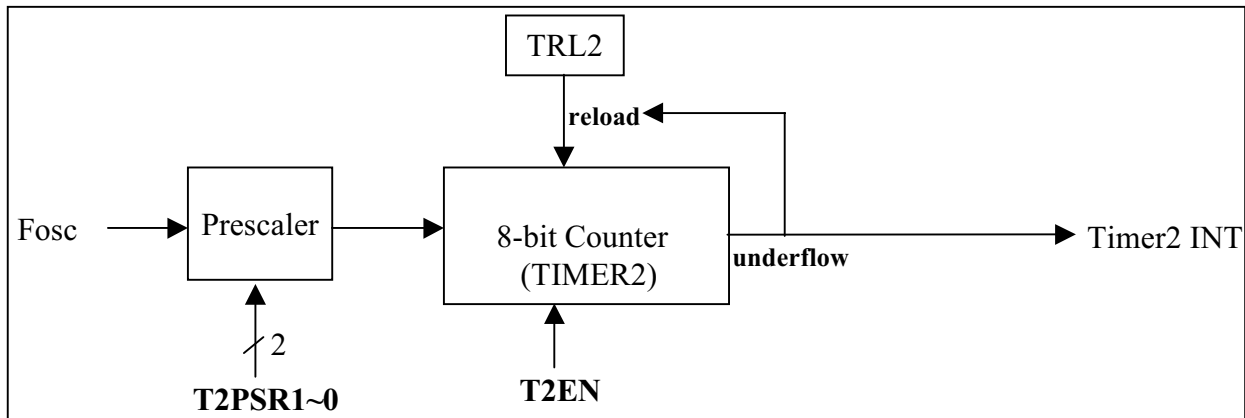 TRL2
reload
Fosc
Prescaler
8-bit Counter
(TIMER2)
underflow
Timer2 INT
2
T2PSR1~0
T2EN